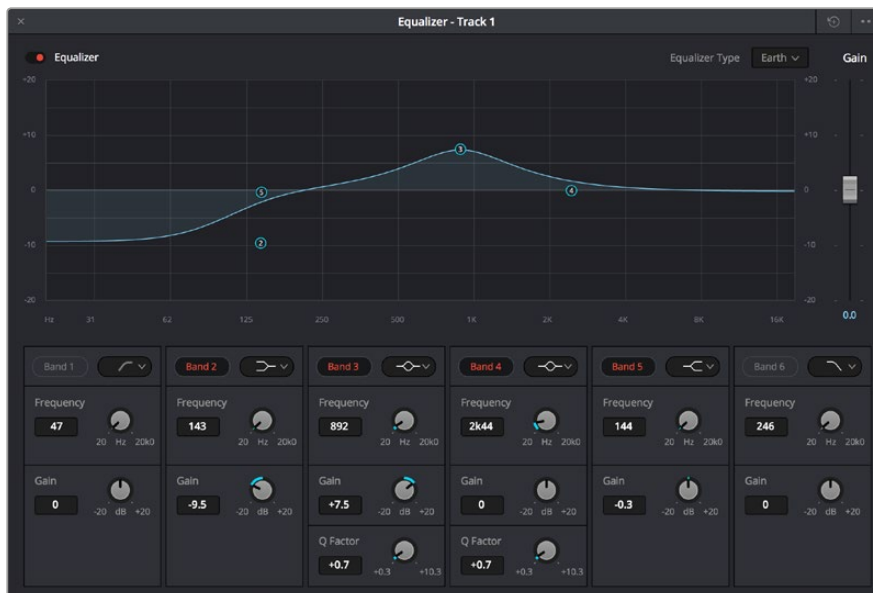 Equalizer - Track 1
Equalizer
Equalizer Type Earth Gain
+20 +20
+10 +10
0 0
-10 -10
-20 -20
3
5 4
2
Hz 31 62 125 250 500 1K 2K 4K 8K 16K
0.0
Band 1 Band 2 Band 3 Band 4 Band 5 Band 6
Frequency Frequency Frequency Frequency Frequency Frequency
47 143 892 2k44 144 246
20 Hz 20k0 20 Hz 20k0 20 Hz 20k0 20 Hz 20k0 20 Hz 20k0 20 Hz 20k0
Gain Gain Gain Gain Gain Gain
0 -9.5 +7.5 0 -0.3 0
-20 dB +20 -20 dB +20 -20 dB +20 -20 dB +20 -20 dB +20 -20 dB +20
Q Factor Q Factor
+0.7 +0.7
+0.3 +10.3 +0.3 +10.3